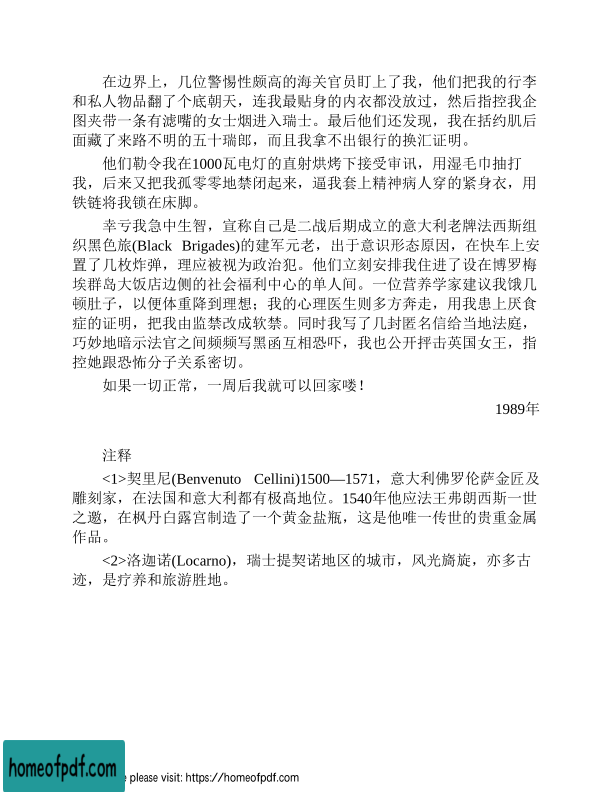 在边界上，几位警惕性颇高的海关官员盯上了我，他们把我的行李
和私人物品翻了个底朝天，连我最贴身的内衣都没放过，然后指控我企
图夹带一条有滤嘴的女士烟进入瑞士。最后他们还发现，我在括约肌后
面藏了来路不明的五十瑞郎，而且我拿不出银行的换汇证明。
他们勒令我在1000瓦电灯的直射烘烤下接受审讯，用湿毛巾抽打
我，后来又把我孤零零地禁闭起来，逼我套上精神病人穿的紧身衣，用
铁链将我锁在床脚。
幸亏我急中生智，宣称自己是二战后期成立的意大利老牌法西斯组
织黑色旅(Black Brigades)的建军元老，出于意识形态原因，在快车上安
置了几枚炸弹，理应被视为政治犯。他们立刻安排我住进了设在博罗梅
埃群岛大饭店边侧的社会福利中心的单人间。一位营养学家建议我饿几
顿肚子，以便体重降到理想；我的心理医生则多方奔走，用我患上厌食
症的证明，把我由监禁改成软禁。同时我写了几封匿名信给当地法庭，
巧妙地暗示法官之间频频写黑函互相恐吓，我也公开抨击英国女王，指
控她跟恐怖分子关系密切。
如果一切正常，一周后我就可以回家喽！
1989年
注释
<1>契里尼(Benvenuto Cellini)1500—1571，意大利佛罗伦萨金匠及
雕刻家，在法国和意大利都有极高地位。1540年他应法王弗朗西斯一世
之邀，在枫丹白露宫制造了一个黄金盐瓶，这是他唯一传世的贵重金属
作品。
<2>洛迦诺(Locarno)，瑞士提契诺地区的城市，风光旖旎，亦多古
迹，是疗养和旅游胜地。
homeofpdf.com
please visit: https://homeofpdf.com